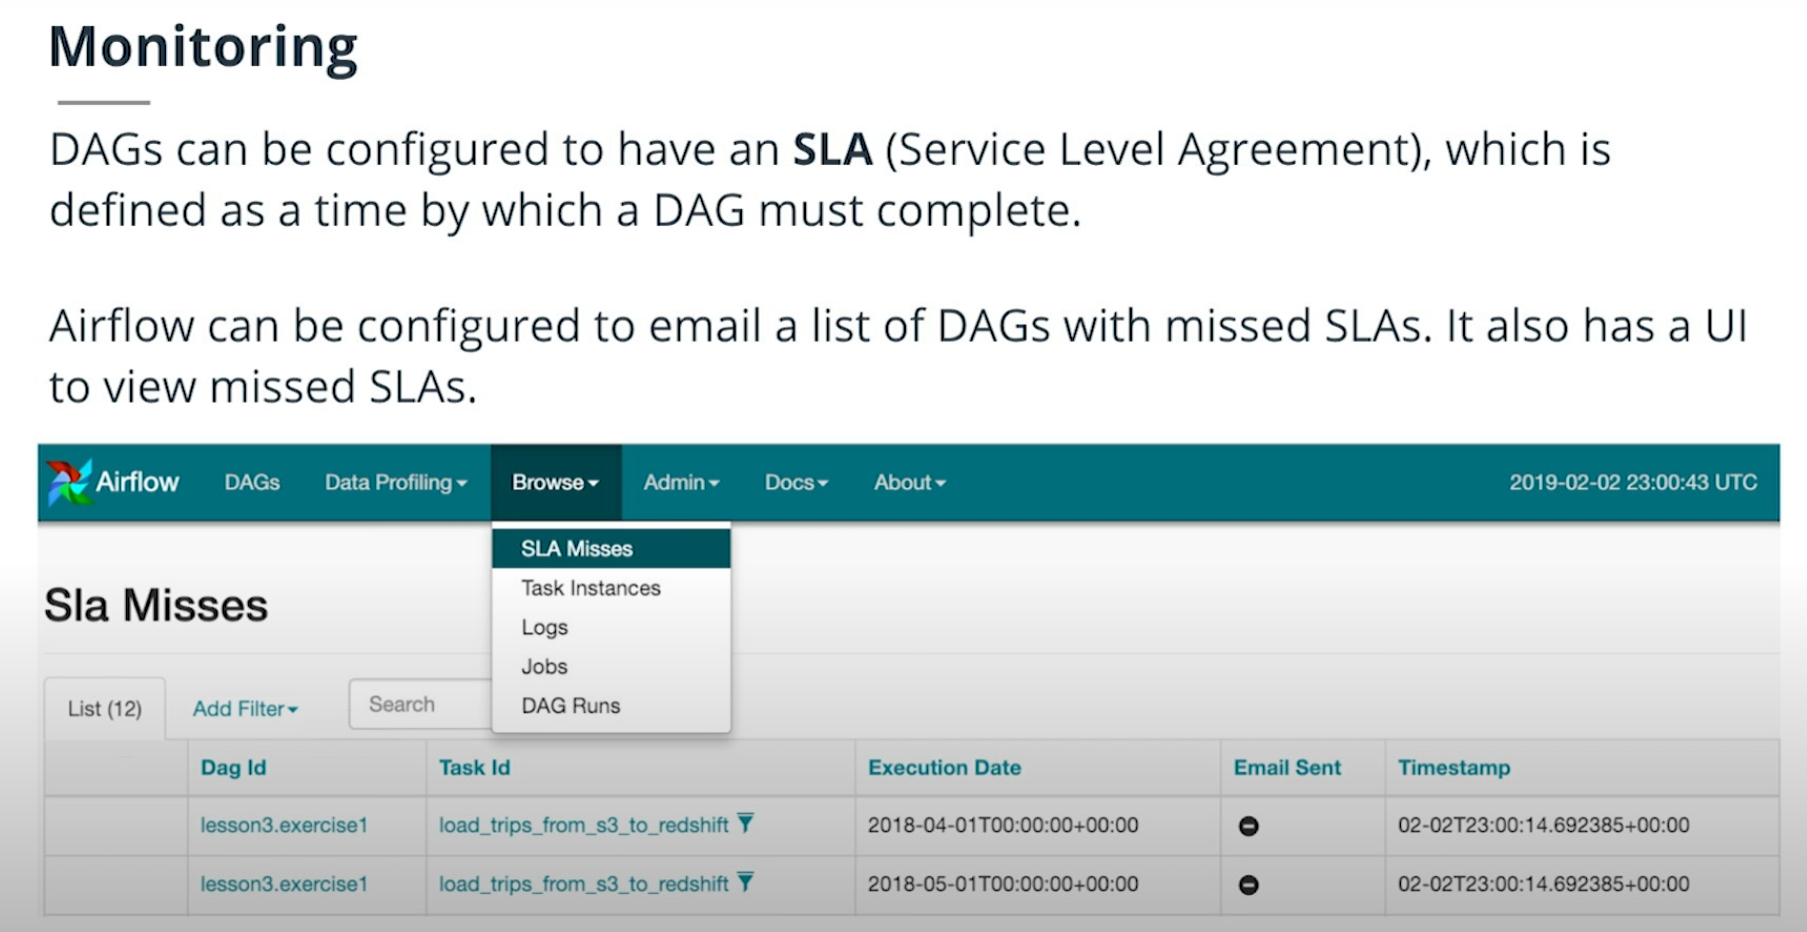 Monitoring
DAGs can be configured to have an SLA (Service Level Agreement), which is
defined as a time by which a DAG must complete.
Airflow can be configured to email a list of DAGs with missed SLAs. It also has a UI
to view missed SLAs.
Airflow DAGs Data Profiling Browse Admin Docs About 2019-02-02 23:00:43 UTC
SLA Misses
Task Instances
Logs
Jobs
DAG Runs
Sla Misses
List (12) Add Filter Search
Dag Id Task Id Execution Date Email Sent Timestamp
lesson3.exercise1 load_trips_from_s3_to_redshift 2018-04-01T00:00:00+00:00 02-02T23:00:14.692385+00:00
lesson3.exercise1 load_trips_from_s3_to_redshift 2018-05-01T00:00:00+00:00 02-02T23:00:14.692385+00:00